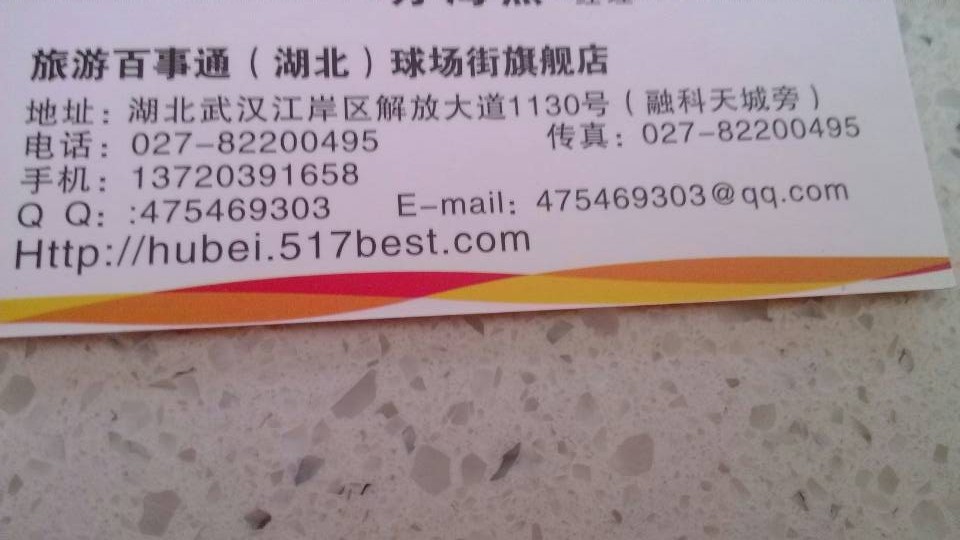 旅游百事通（湖北）球场街旗舰店
地址：湖北武汉江岸区解放大道1130号（融科天城旁）
电话：027-82200495 传真：027-82200495
手机：13720391658
Q Q：:475469303 E-mail：475469303@qq.com
Http://hubei.517best.com